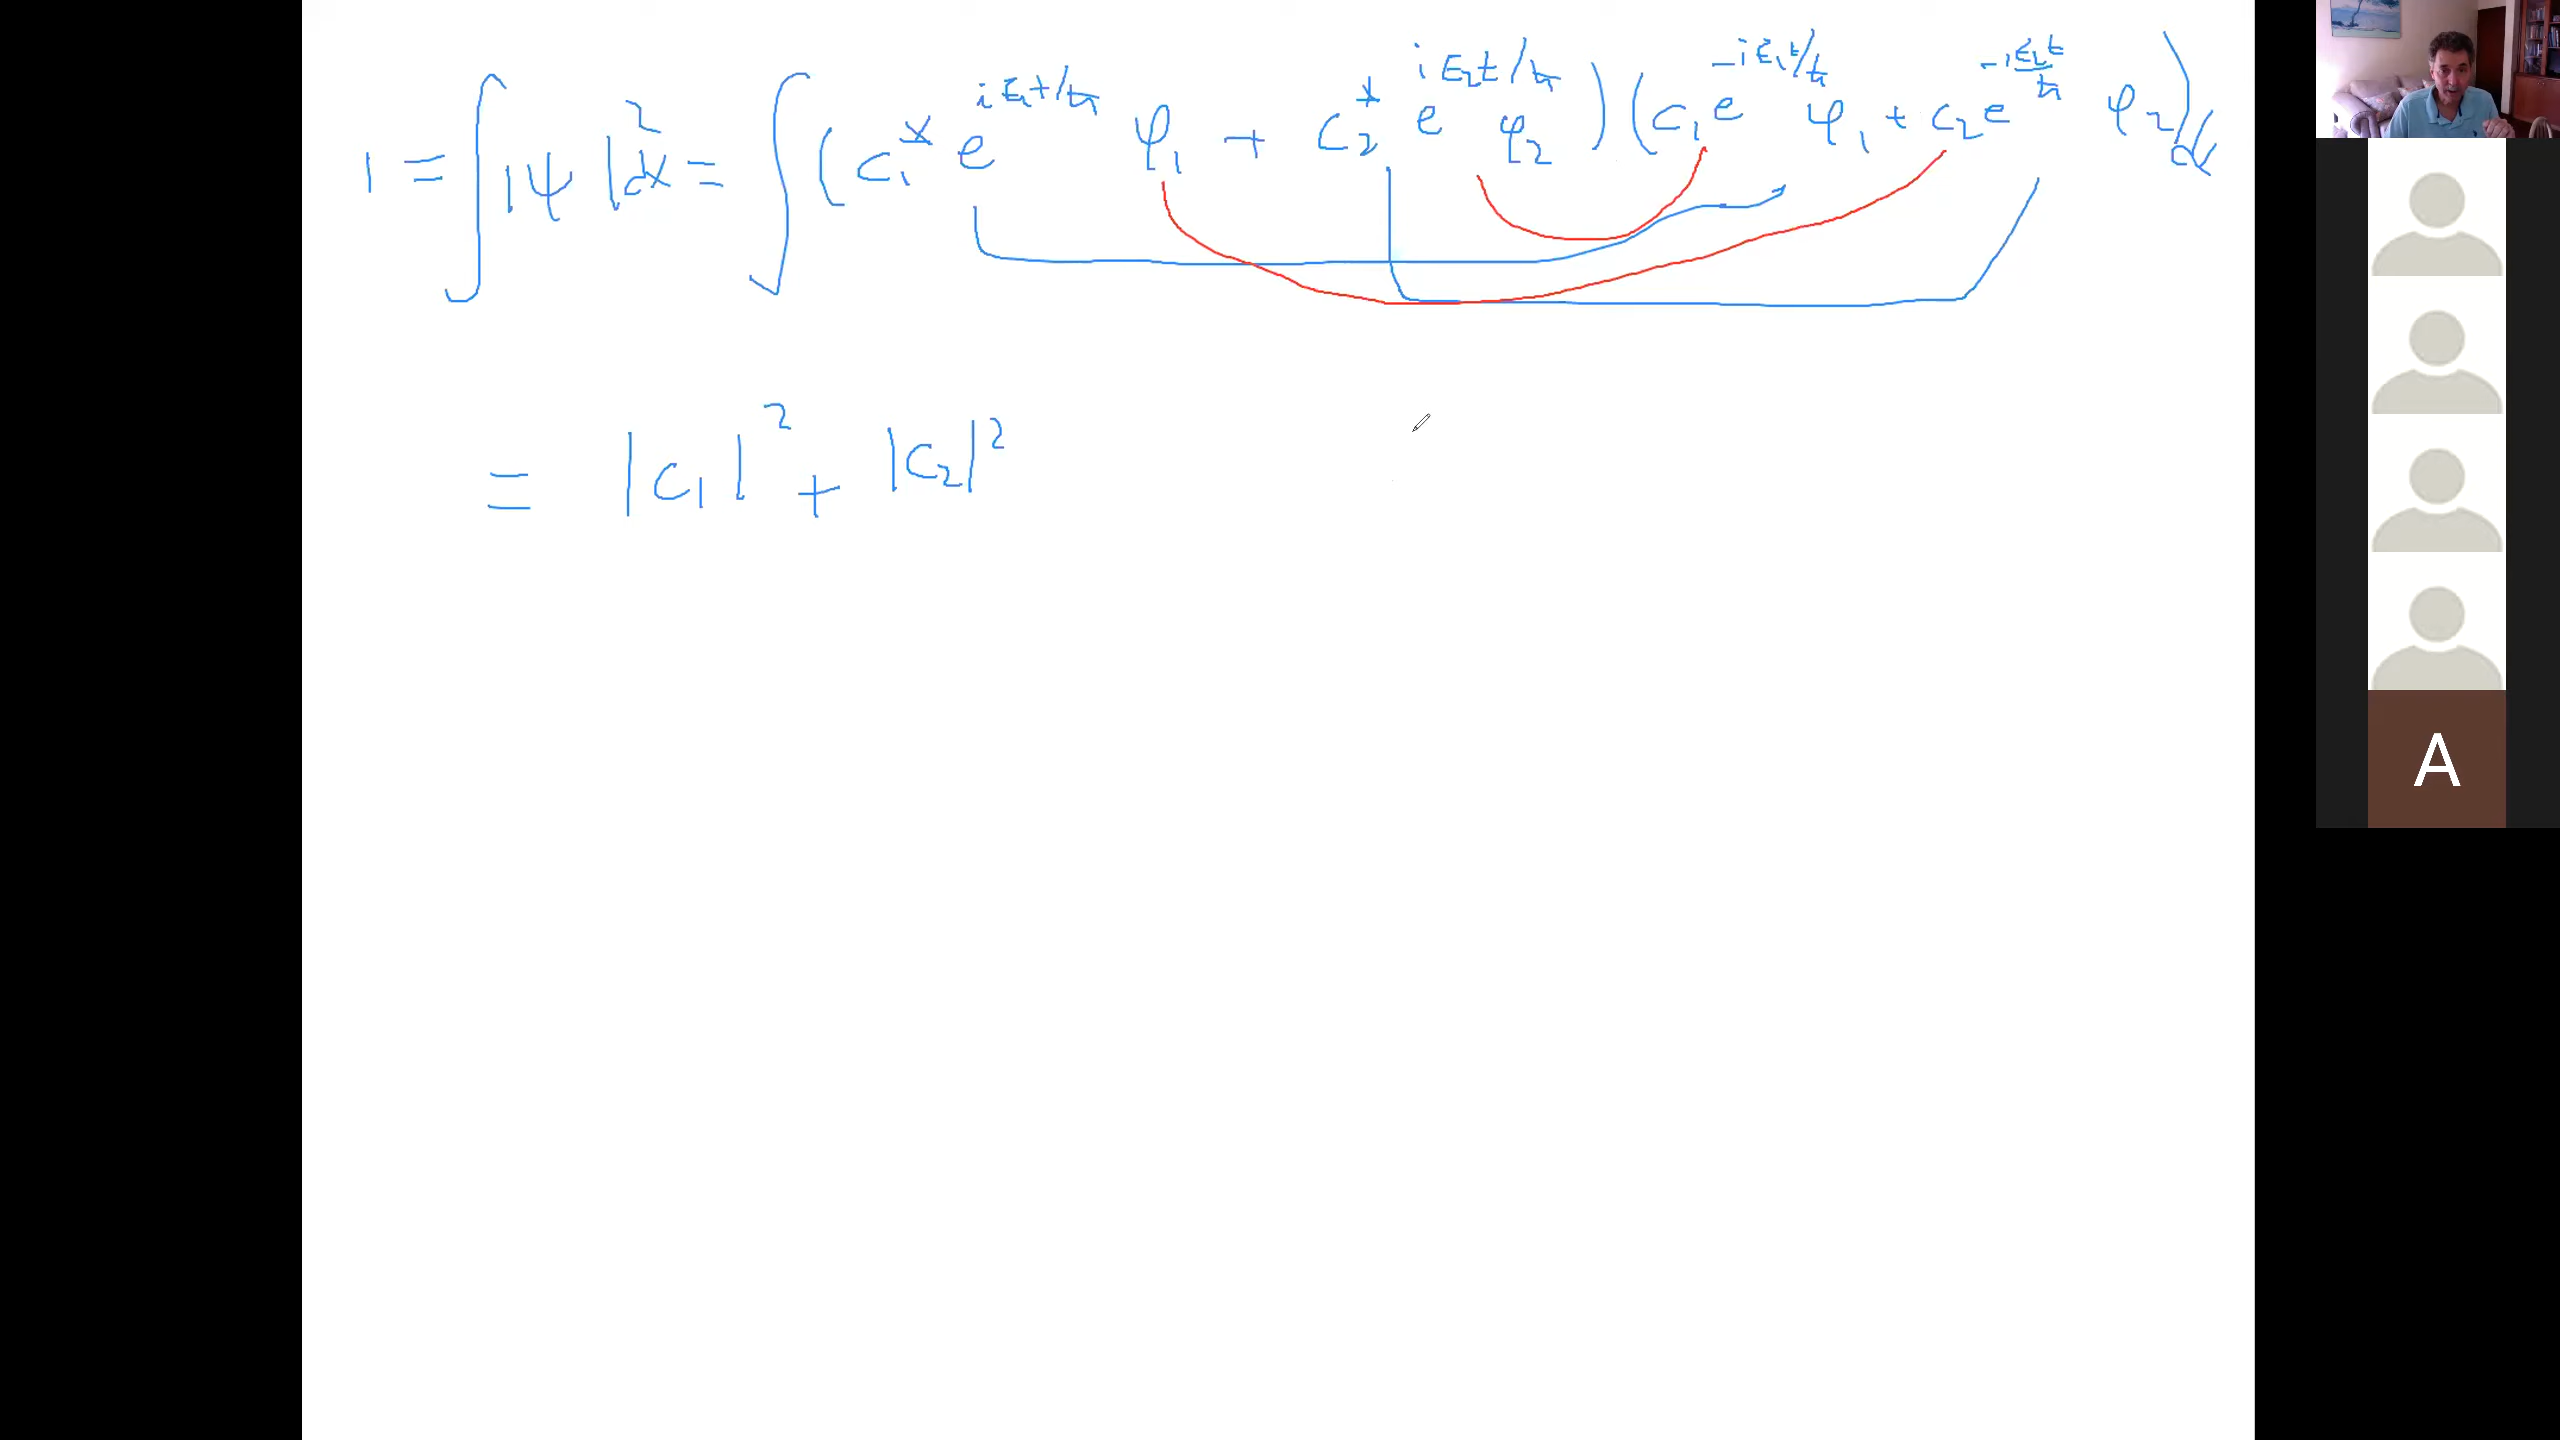 1 = ∫ |ψ|² dx = ∫ (c₁* e^{iE₁t/ħ} φ₁ + c₂* e^{iE₂t/ħ} φ₂)(c₁ e^{-iE₁t/ħ} φ₁ + c₂ e^{-iE₂t/ħ} φ₂) dx
= |c₁|² + |c₂|²
A